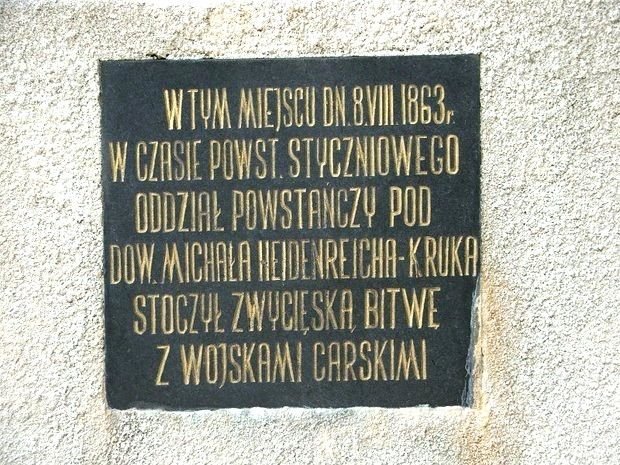 W TYM MIEJSCU DN. 8.VIII. 1863r.
W CZASIE POWST. STYCZNIOWEGO
ODDZIAŁ POWSTAŃCZY POD
DOW. MICHAŁA HEIDENREICHA-KRUKA
STOCZYŁ ZWYCIĘSKĄ BITWĘ
Z WOJSKAMI CARSKIMI